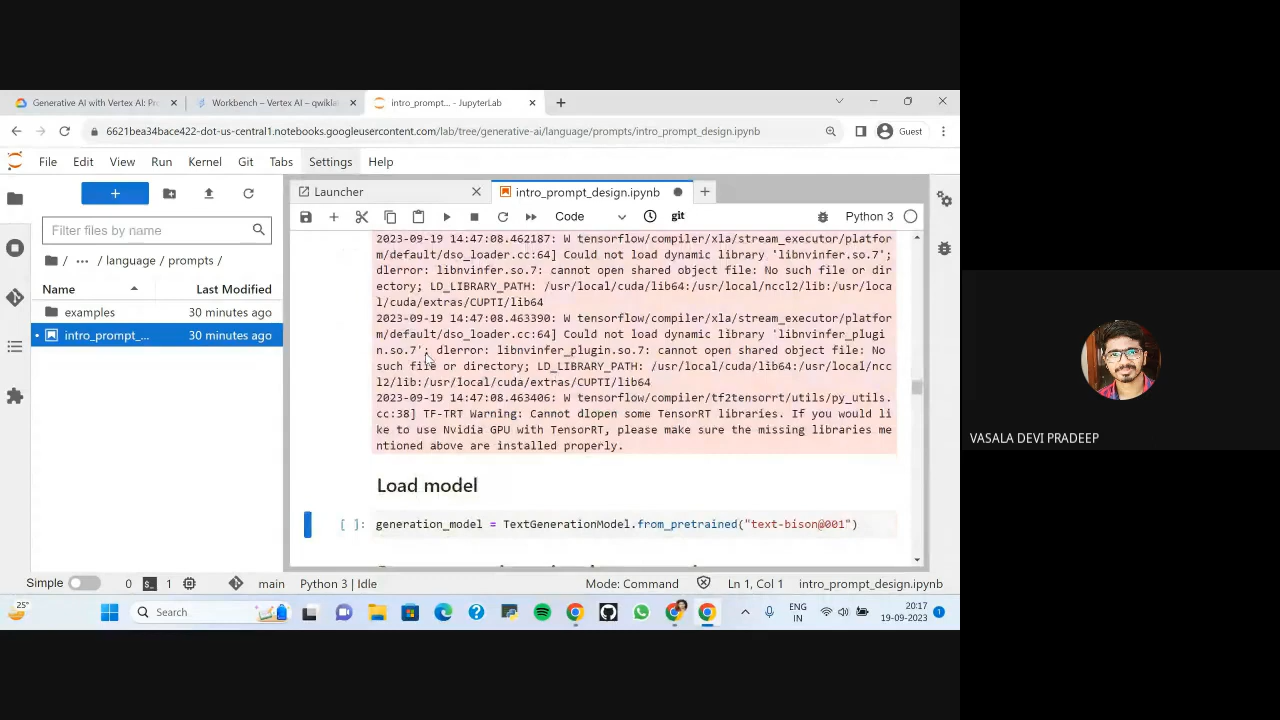 Generative AI with Vertex AI: Pr
Workbench – Vertex AI – qwikla
intro_prompt... - JupyterLab
6621bea34bace422-dot-us-central1.notebooks.googleusercontent.com/lab/tree/generative-ai/language/prompts/intro_prompt_design.ipynb
Guest
File Edit View Run Kernel Git Tabs Settings Help
Launcher
intro_prompt_design.ipynb
Code
git
Python 3
Filter files by name
/ ... / language / prompts /
Name Last Modified
examples 30 minutes ago
intro_prompt_... 30 minutes ago
2023-09-19 14:47:08.462187: W tensorflow/compiler/xla/stream_executor/platfor
m/default/dso_loader.cc:64] Could not load dynamic library 'libnvinfer.so.7';
dlerror: libnvinfer.so.7: cannot open shared object file: No such file or dir
ectory; LD_LIBRARY_PATH: /usr/local/cuda/lib64:/usr/local/nccl2/lib:/usr/loca
l/cuda/extras/CUPTI/lib64
2023-09-19 14:47:08.463390: W tensorflow/compiler/xla/stream_executor/platfor
m/default/dso_loader.cc:64] Could not load dynamic library 'libnvinfer_plugi
n.so.7'; dlerror: libnvinfer_plugin.so.7: cannot open shared object file: No
such file or directory; LD_LIBRARY_PATH: /usr/local/cuda/lib64:/usr/local/ncc
l2/lib:/usr/local/cuda/extras/CUPTI/lib64
2023-09-19 14:47:08.463406: W tensorflow/compiler/tf2tensorrt/utils/py_utils.
cc:38] TF-TRT Warning: Cannot dlopen some TensorRT libraries. If you would li
ke to use Nvidia GPU with TensorRT, please make sure the missing libraries me
ntioned above are installed properly.
Load model
[ ]: generation_model = TextGenerationModel.from_pretrained("text-bison@001")
Simple 0 1 main Python 3 | Idle Mode: Command Ln 1, Col 1 intro_prompt_design.ipynb
25°
Search
ENG
IN
20:17
19-09-2023
1
VASALA DEVI PRADEEP